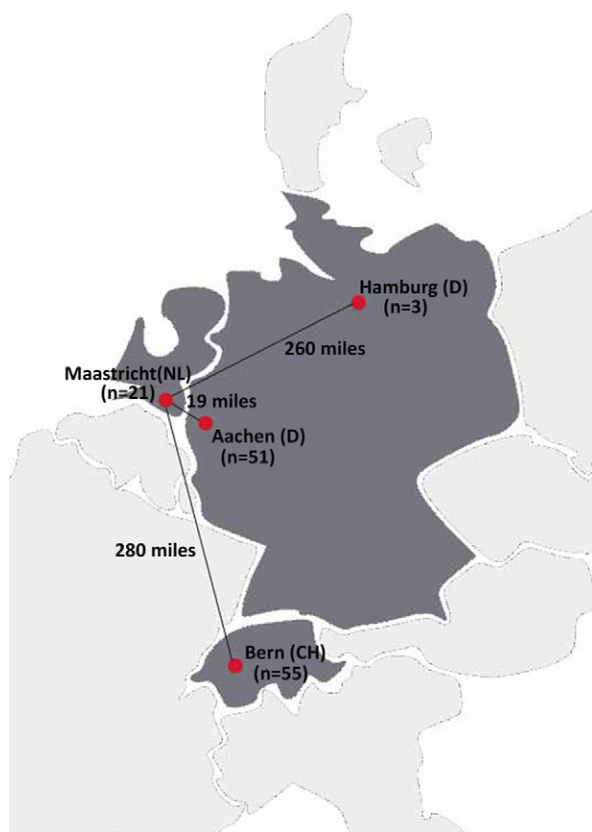 Hamburg (D)
(n=3)
260 miles
Maastricht(NL)
(n=21)
19 miles
Aachen (D)
(n=51)
280 miles
Bern (CH)
(n=55)